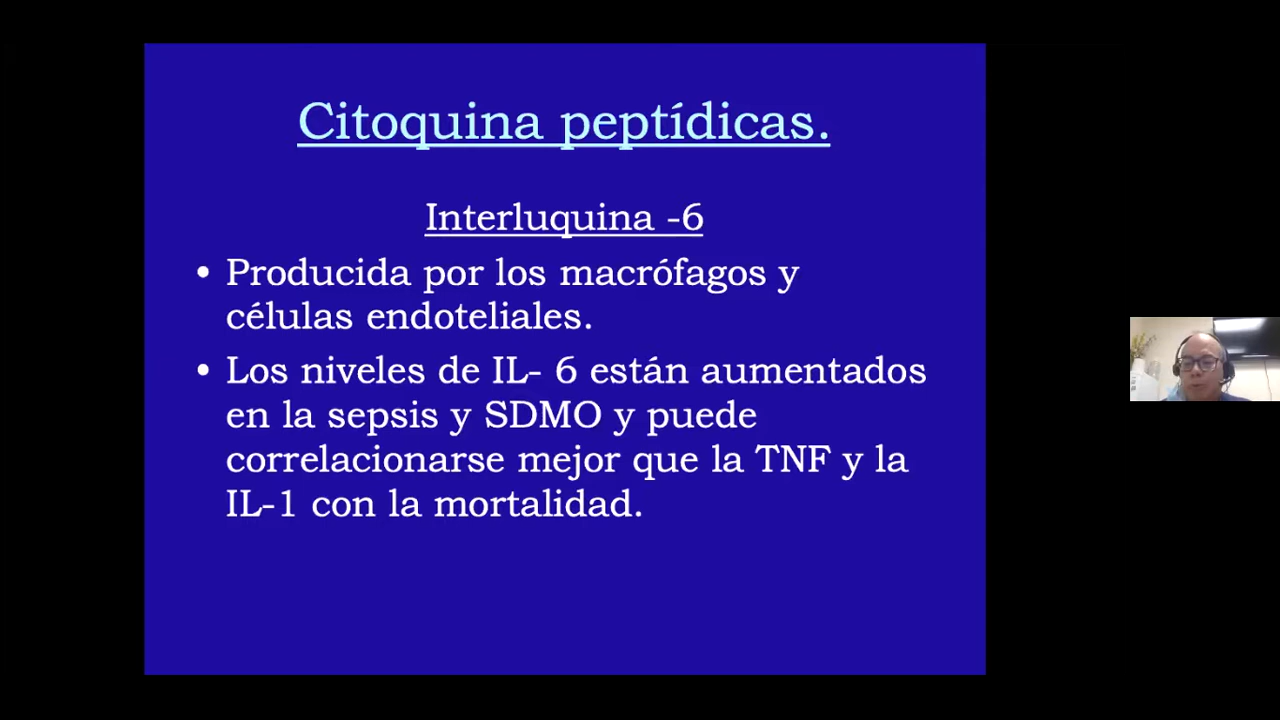 Citoquina peptídicas.
Interluquina -6
• Producida por los macrófagos y
células endoteliales.
• Los niveles de IL- 6 están aumentados
en la sepsis y SDMO y puede
correlacionarse mejor que la TNF y la
IL-1 con la mortalidad.